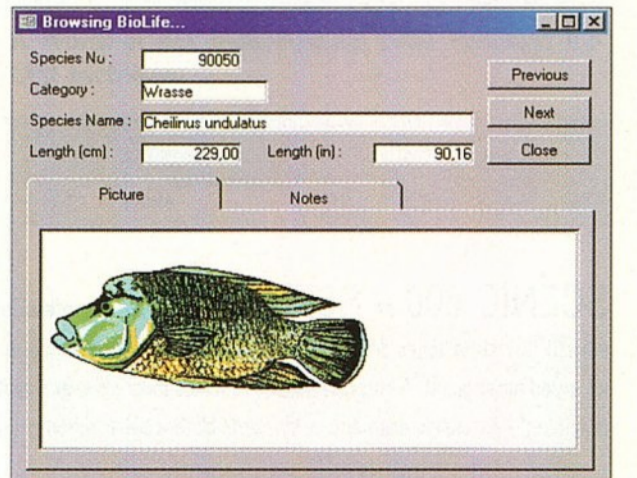 Browsing BioLife...
Species No : 90050
Previous
Category : Wrasse
Next
Species Name : Cheilinus undulatus
Length (cm) : 229,00 Length (in) : 90,16 Close
Picture Notes